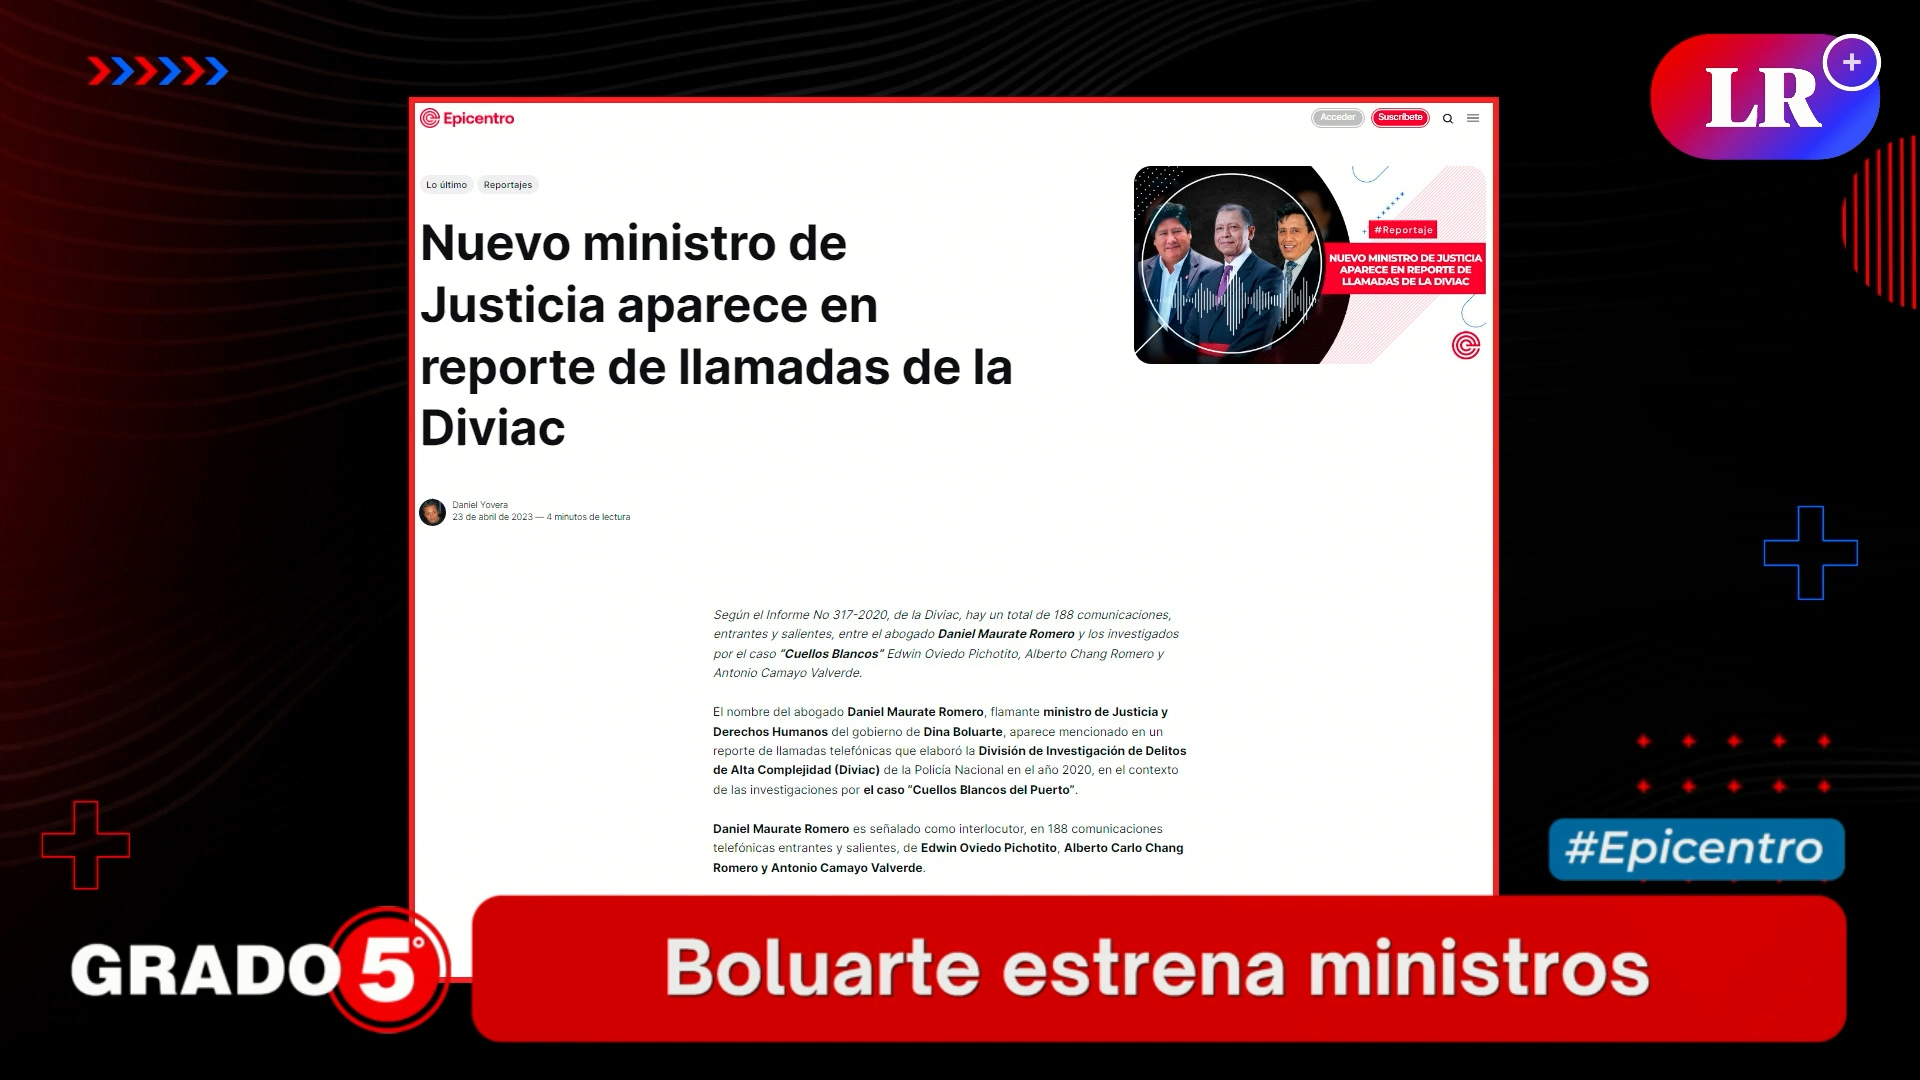 LR+
Epicentro
Acceder
Suscríbete
Lo último
Reportajes
Nuevo ministro de
Justicia aparece en
reporte de llamadas de la
Diviac
#Reportaje
NUEVO MINISTRO DE JUSTICIA
APARECE EN REPORTE DE
LLAMADAS DE LA DIVIAC
Daniel Yovera
23 de abril de 2023 — 4 minutos de lectura
Según el Informe No 317-2020, de la Diviac, hay un total de 188 comunicaciones,
entrantes y salientes, entre el abogado Daniel Maurate Romero y los investigados
por el caso “Cuellos Blancos” Edwin Oviedo Pichotito, Alberto Chang Romero y
Antonio Camayo Valverde.
El nombre del abogado Daniel Maurate Romero, flamante ministro de Justicia y
Derechos Humanos del gobierno de Dina Boluarte, aparece mencionado en un
reporte de llamadas telefónicas que elaboró la División de Investigación de Delitos
de Alta Complejidad (Diviac) de la Policía Nacional en el año 2020, en el contexto
de las investigaciones por el caso “Cuellos Blancos del Puerto”.
Daniel Maurate Romero es señalado como interlocutor, en 188 comunicaciones
telefónicas entrantes y salientes, de Edwin Oviedo Pichotito, Alberto Carlo Chang
Romero y Antonio Camayo Valverde.
#Epicentro
GRADO 5°
Boluarte estrena ministros